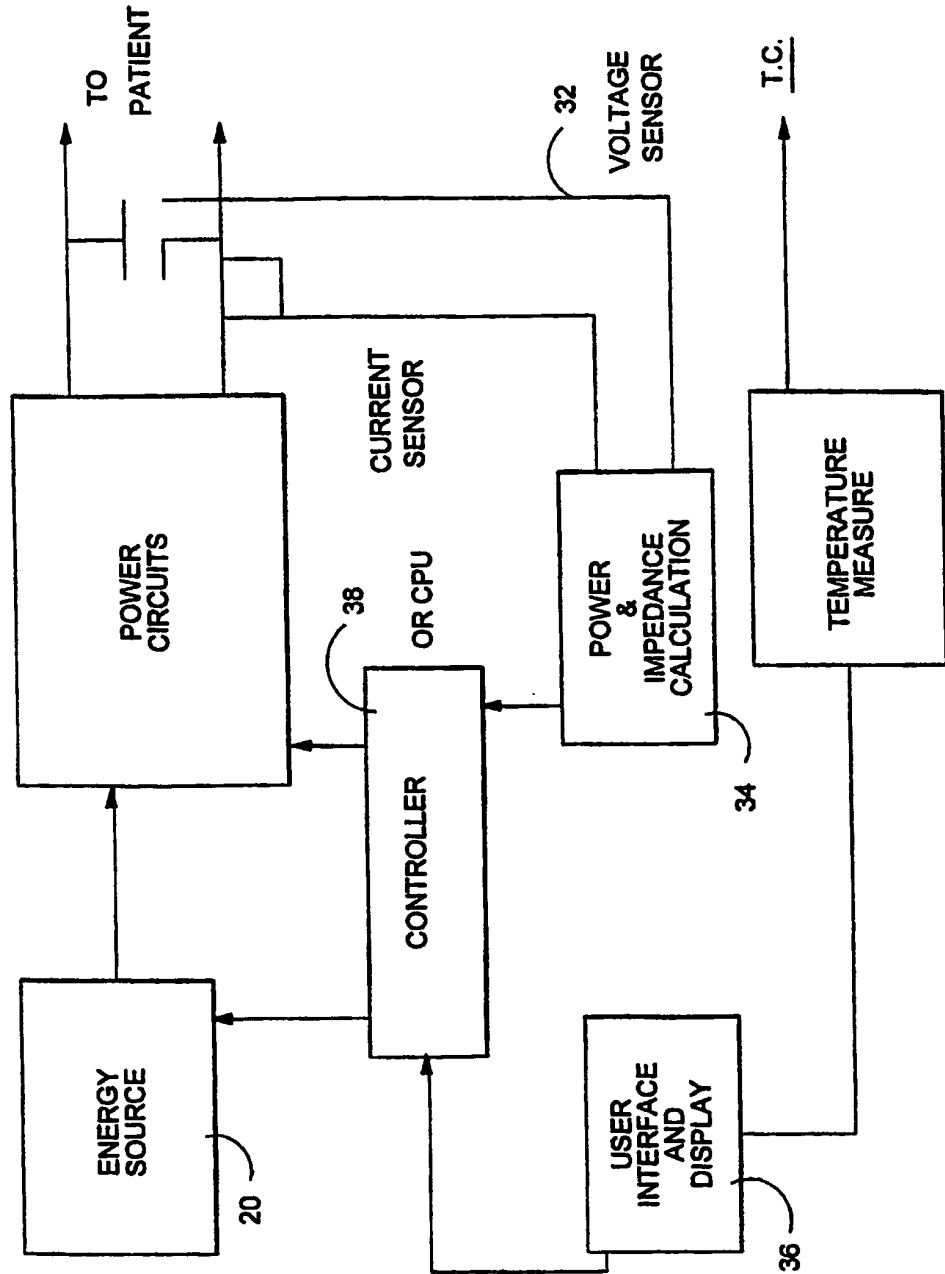 ENERGY
SOURCE
20
POWER
CIRCUITS
TO
PATIENT
CONTROLLER
38
OR CPU
CURRENT
SENSOR
32
VOLTAGE
SENSOR
USER
INTERFACE
AND
DISPLAY
36
POWER
&
IMPEDANCE
CALCULATION
34
TEMPERATURE
MEASURE
T.C.